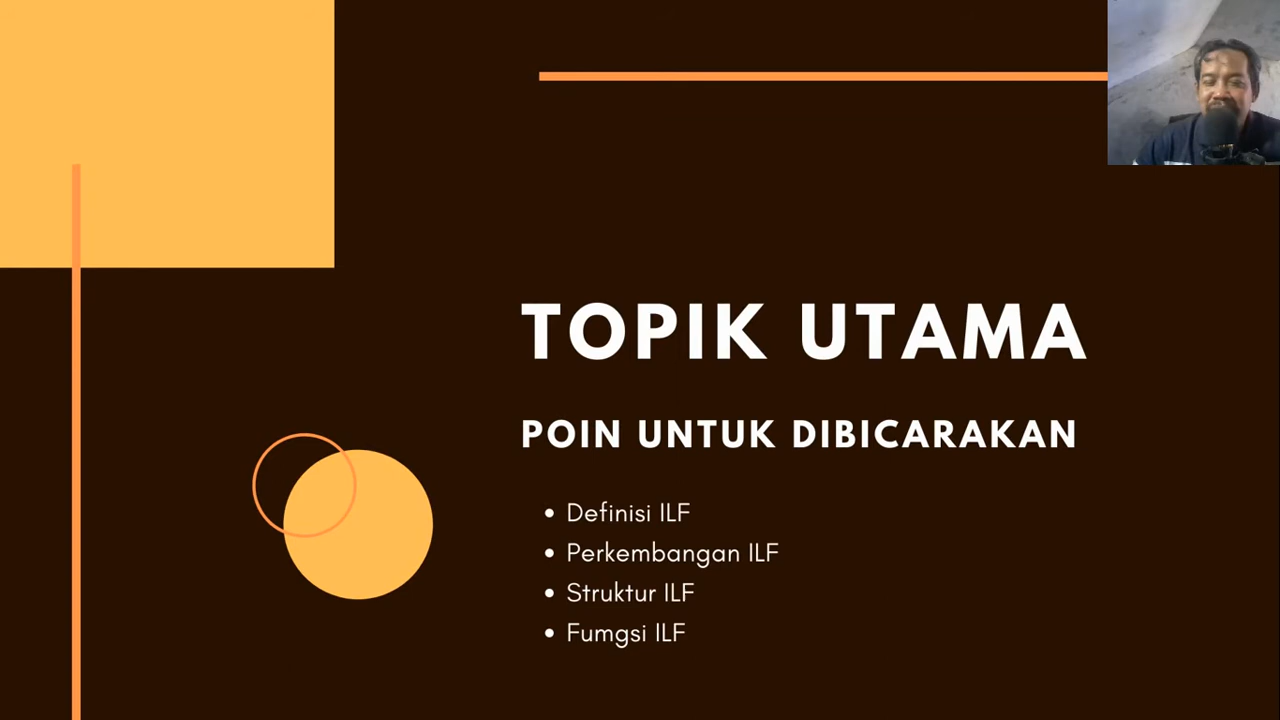 TOPIK UTAMA
POIN UNTUK DIBICARAKAN
• Definisi ILF
• Perkembangan ILF
• Struktur ILF
• Fumgsi ILF